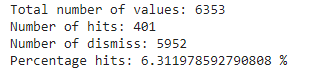 Total number of values: 6353
Number of hits: 401
Number of dismiss: 5952
Percentage hits: 6.311978592790808 %